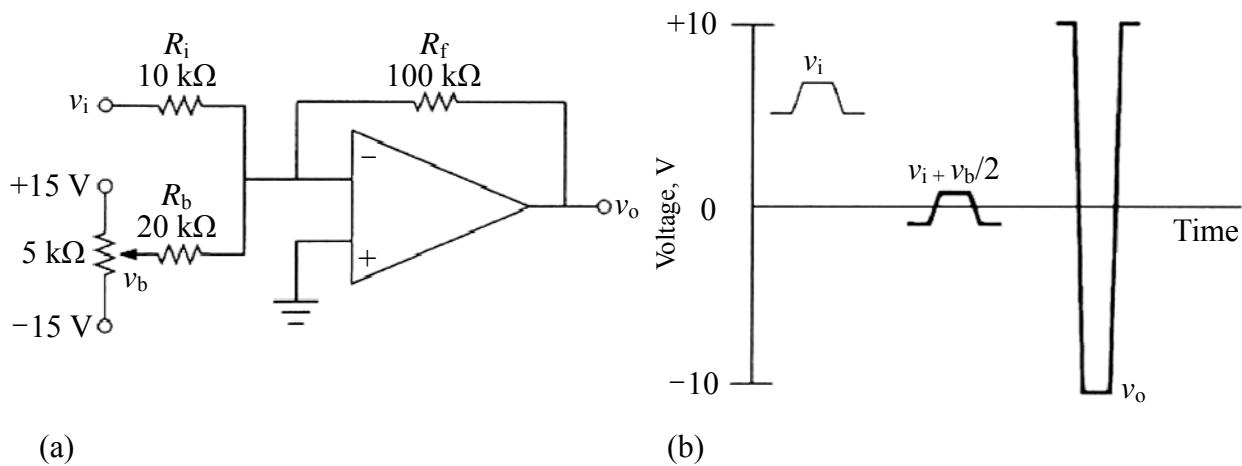 Ri
10 kΩ
vi
Rf
100 kΩ
+15 V
Rb
20 kΩ
5 kΩ
vb
−15 V
−
+
vo
(a)
+10
vi
vi + vb/2
Voltage, V
0
Time
−10
vo
(b)